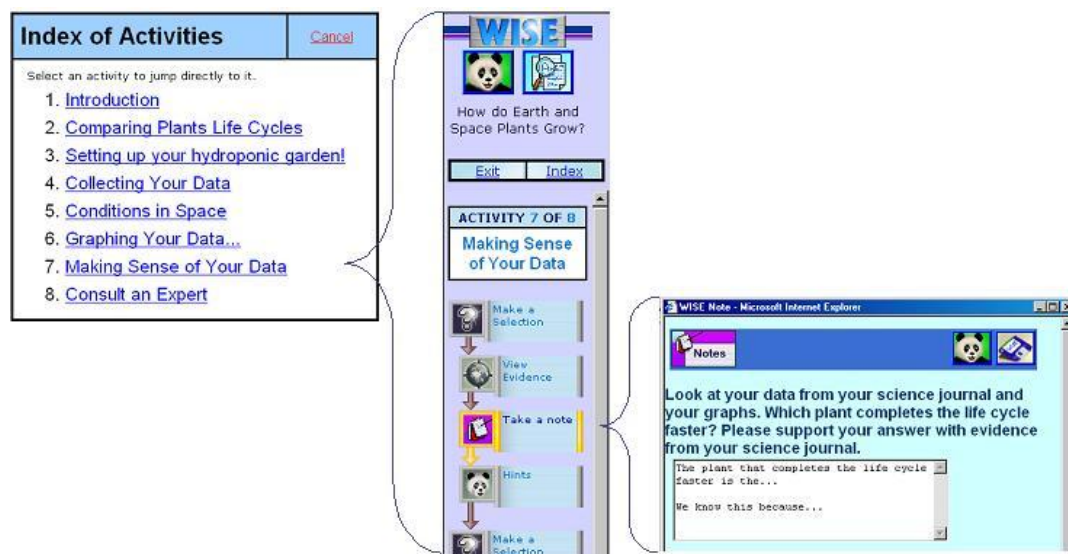 Index of Activities
Cancel
Select an activity to jump directly to it.
1. Introduction
2. Comparing Plants Life Cycles
3. Setting up your hydroponic garden!
4. Collecting Your Data
5. Conditions in Space
6. Graphing Your Data...
7. Making Sense of Your Data
8. Consult an Expert
WISE
How do Earth and
Space Plants Grow?
Exit Index
ACTIVITY 7 OF 8
Making Sense
of Your Data
Make a
Selection
View
Evidence
Take a note
Hints
Make a
Selection
WISE Note - Microsoft Internet Explorer
Notes
Look at your data from your science journal and
your graphs. Which plant completes the life cycle
faster? Please support your answer with evidence
from your science journal.
The plant that completes the life cycle
faster is the...
We know this because...